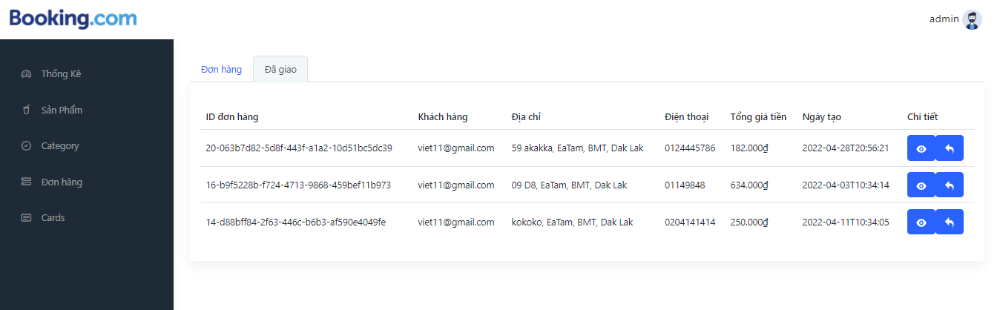 Booking.com
admin
Thống Kê
Sản Phẩm
Category
Đơn hàng
Cards
Đơn hàng Đã giao
ID đơn hàng Khách hàng Địa chỉ Điện thoại Tổng giá tiền Ngày tạo Chi tiết
20-063b7d82-5d8f-443f-a1a2-10d51bc5dc39 viet11@gmail.com 59 akakka, EaTam, BMT, Dak Lak 0124445786 182.000₫ 2022-04-28T20:56:21
16-b9f5228b-f724-4713-9868-459bef11b973 viet11@gmail.com 09 D8, EaTam, BMT, Dak Lak 01149848 634.000₫ 2022-04-03T10:34:14
14-d88bff84-2f63-446c-b6b3-af590e4049fe viet11@gmail.com kokoko, EaTam, BMT, Dak Lak 0204141414 250.000₫ 2022-04-11T10:34:05